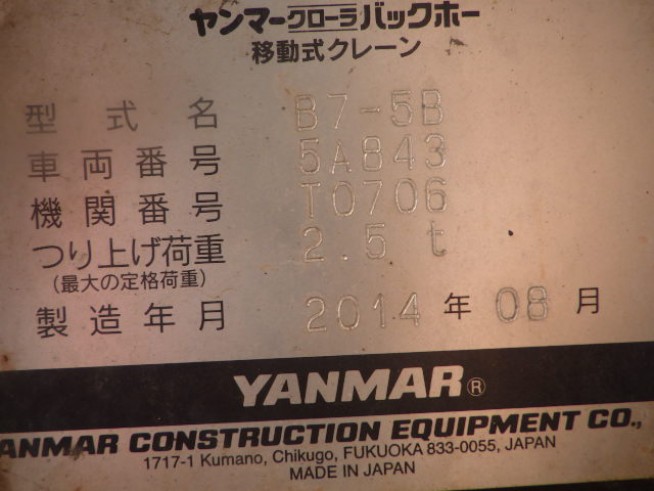 ヤンマークローラバックホー
移動式クレーン
型式名 B7-5B
車両番号 5A843
機関番号 T0706
つり上げ荷重 2.5t
(最大の定格荷重)
製造年月 2014年08月
YANMAR®
YANMAR CONSTRUCTION EQUIPMENT CO.,
1717-1 Kumano, Chikugo, FUKUOKA 833-0055, JAPAN
MADE IN JAPAN